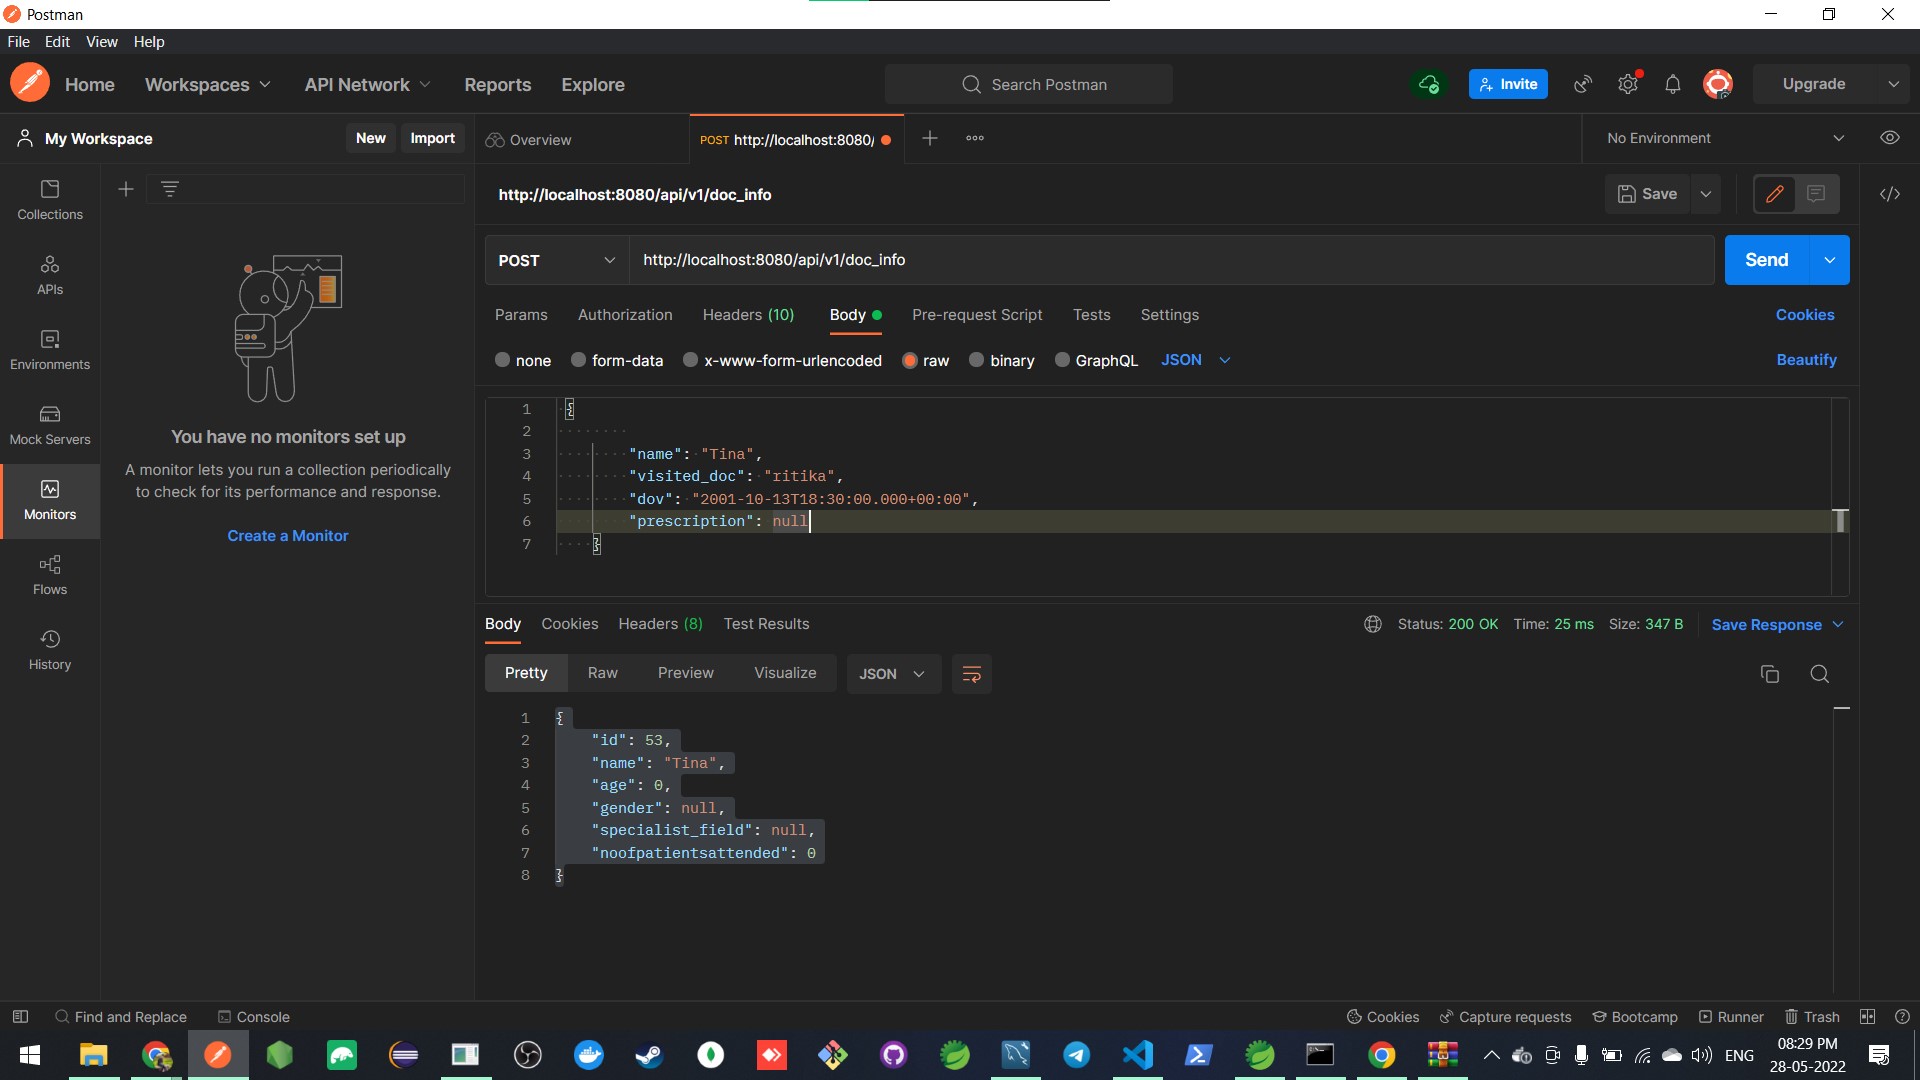 Postman
File Edit View Help
Home Workspaces API Network Reports Explore Search Postman Invite Upgrade
My Workspace New Import Overview POST http://localhost:8080/ No Environment
http://localhost:8080/api/v1/doc_info Save
POST http://localhost:8080/api/v1/doc_info Send
Params Authorization Headers (10) Body Pre-request Script Tests Settings Cookies
none form-data x-www-form-urlencoded raw binary GraphQL JSON Beautify
Collections
APIs
Environments
Mock Servers
Monitors
Flows
History
You have no monitors set up
A monitor lets you run a collection periodically
to check for its performance and response.
Create a Monitor
1 {
2
3 "name": "Tina",
4 "visited_doc": "ritika",
5 "dov": "2001-10-13T18:30:00.000+00:00",
6 "prescription": null
7 }
Body Cookies Headers (8) Test Results Status: 200 OK Time: 25 ms Size: 347 B Save Response
Pretty Raw Preview Visualize JSON
1 {
2 "id": 53,
3 "name": "Tina",
4 "age": 0,
5 "gender": null,
6 "specialist_field": null,
7 "noofpatientsattended": 0
8 }
Find and Replace Console Cookies Capture requests Bootcamp Runner Trash
ENG 08:29 PM
28-05-2022